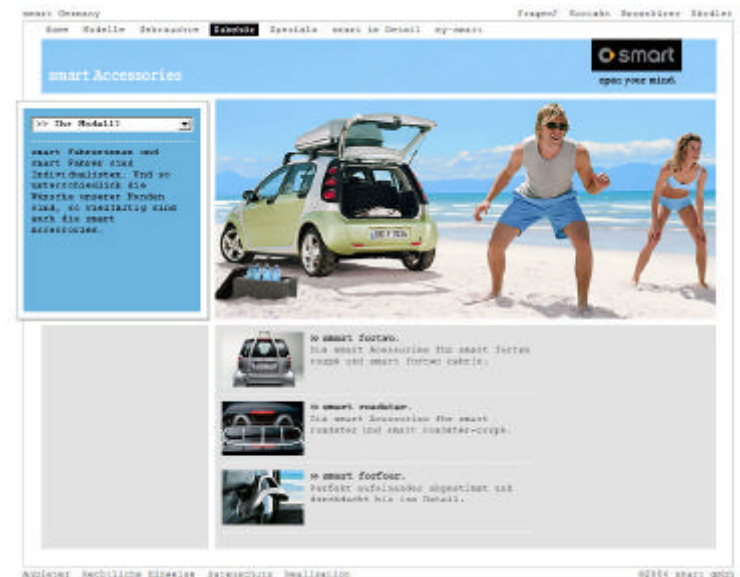 smart Germany
Fragen? Kontakt Broschüren Händler
Home Modelle Gebrauchte Zubehör Specials smart im Detail my-smart
smart
open your mind.
smart Accessories
>> Ihr Modell?
smart Fahrerinnen und
smart Fahrer sind
Individualisten. Und so
unterschiedlich die
Wünsche unserer Kunden
sind, so vielfältig sind
auch die smart
accessories.
>> smart fortwo.
Die smart Accessories für smart fortwo
coupé und smart fortwo cabrio.
>> smart roadster.
Die smart Accessories für smart
roadster und smart roadster-coupé.
>> smart forfour.
Perfekt aufeinander abgestimmt und
durchdacht bis ins Detail.
Anbieter Rechtliche Hinweise Datenschutz Realisation
©2004 smart gmbh